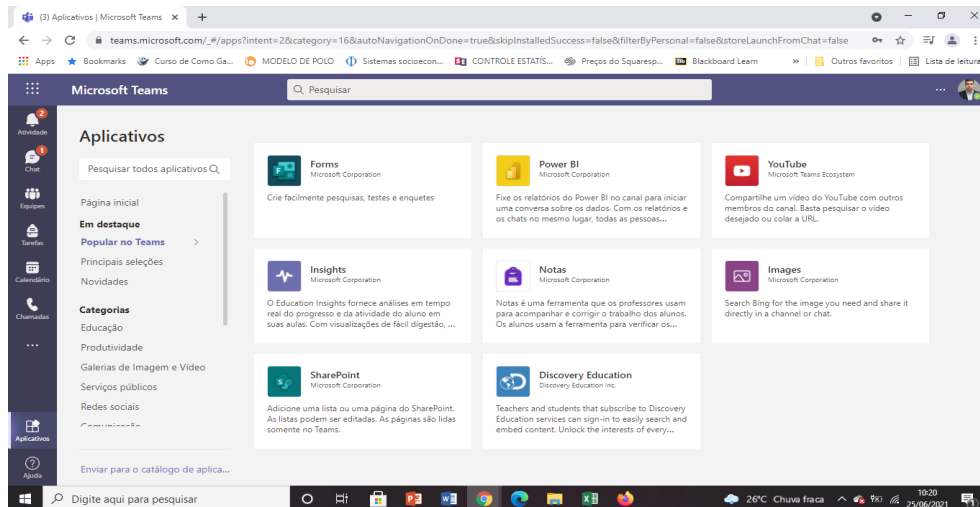 (3) Aplicativos | Microsoft Teams
teams.microsoft.com/_#/apps?intent=2&category=16&autoNavigationOnDone=true&skipInstalledSuccess=false&filterByPersonal=false&storeLaunchFromChat=false
Apps Bookmarks Curso de Como Ga... MODELO DE POLO Sistemas socioecon... CONTROLE ESTATÍS... Preços do Squaresp... Blackboard Learn » Outros favoritos Lista de leitura
Microsoft Teams
Pesquisar
2
Atividade
1
Chat
Equipes
Tarefas
Calendário
Chamadas
Aplicativos
Ajuda
Aplicativos
Pesquisar todos aplicativos
Página inicial
Em destaque
Popular no Teams
Principais seleções
Novidades
Categorias
Educação
Produtividade
Galerias de Imagem e Vídeo
Serviços públicos
Redes sociais
Comunicação
Enviar para o catálogo de aplica...
Forms
Microsoft Corporation
Crie facilmente pesquisas, testes e enquetes
Power BI
Microsoft Corporation
Fixe os relatórios do Power BI no canal para iniciar
uma conversa sobre os dados. Com os relatórios e
os chats no mesmo lugar, todas as pessoas...
YouTube
Microsoft Teams Ecosystem
Compartilhe um vídeo do YouTube com outros
membros do canal. Basta pesquisar o vídeo
desejado ou colar a URL.
Insights
Microsoft Corporation
O Education Insights fornece análises em tempo
real do progresso e da atividade do aluno em
suas aulas. Com visualizações de fácil digestão, ...
Notas
Microsoft Corporation
Notas é uma ferramenta que os professores usam
para acompanhar e corrigir o trabalho dos alunos.
Os alunos usam a ferramenta para verificar os...
Images
Microsoft Corporation
Search Bing for the image you need and share it
directly in a channel or chat.
SharePoint
Microsoft Corporation
Adicione uma lista ou uma página do SharePoint.
As listas podem ser editadas. As páginas são lidas
somente no Teams.
Discovery Education
Discovery Education Inc.
Teachers and students that subscribe to Discovery
Education services can sign-in to easily search and
embed content. Unlock the interests of every...
Digite aqui para pesquisar
26°C Chuva fraca
10:20
25/06/2021